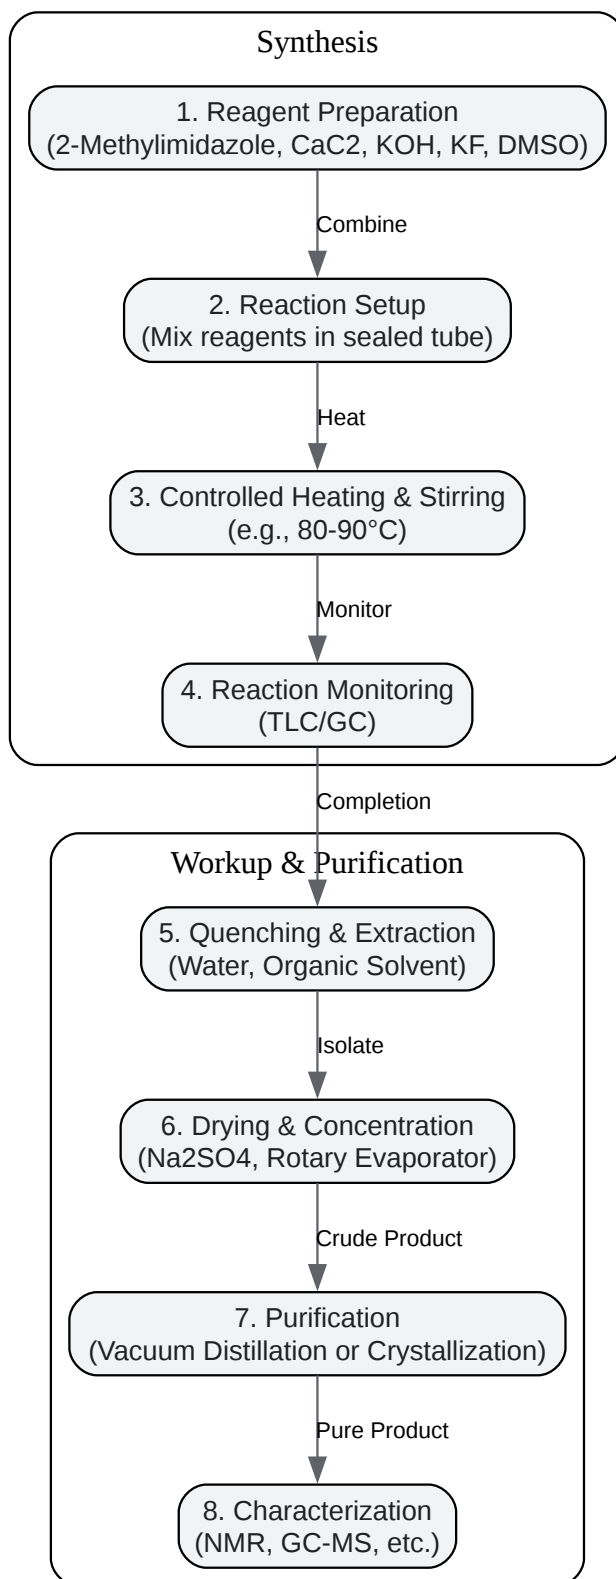 Synthesis
1. Reagent Preparation
(2-Methylimidazole, CaC2, KOH, KF, DMSO)
Combine
2. Reaction Setup
(Mix reagents in sealed tube)
Heat
3. Controlled Heating & Stirring
(e.g., 80-90°C)
Monitor
4. Reaction Monitoring
(TLC/GC)
Completion
Workup & Purification
5. Quenching & Extraction
(Water, Organic Solvent)
Isolate
6. Drying & Concentration
(Na2SO4, Rotary Evaporator)
Crude Product
7. Purification
(Vacuum Distillation or Crystallization)
Pure Product
8. Characterization
(NMR, GC-MS, etc.)